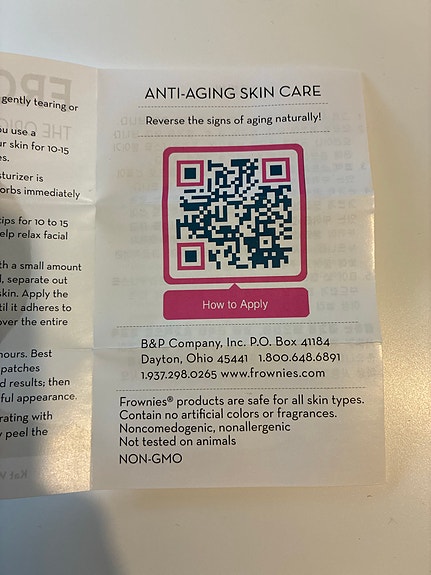 gently tearing or
u use a
r skin for 10-15
es.
sturizer is
orbs immediately
tips for 10 to 15
elp relax facial
th a small amount
, separate out
skin. Apply the
til it adheres to
over the entire
hours. Best
patches
d results; then
ful appearance.
rating with
y peel the
ANTI-AGING SKIN CARE
Reverse the signs of aging naturally!
How to Apply
B&P Company, Inc. P.O. Box 41184
Dayton, Ohio 45441 1.800.648.6891
1.937.298.0265 www.frownies.com
Frownies® products are safe for all skin types.
Contain no artificial colors or fragrances.
Noncomedogenic, nonallergenic
Not tested on animals
NON-GMO